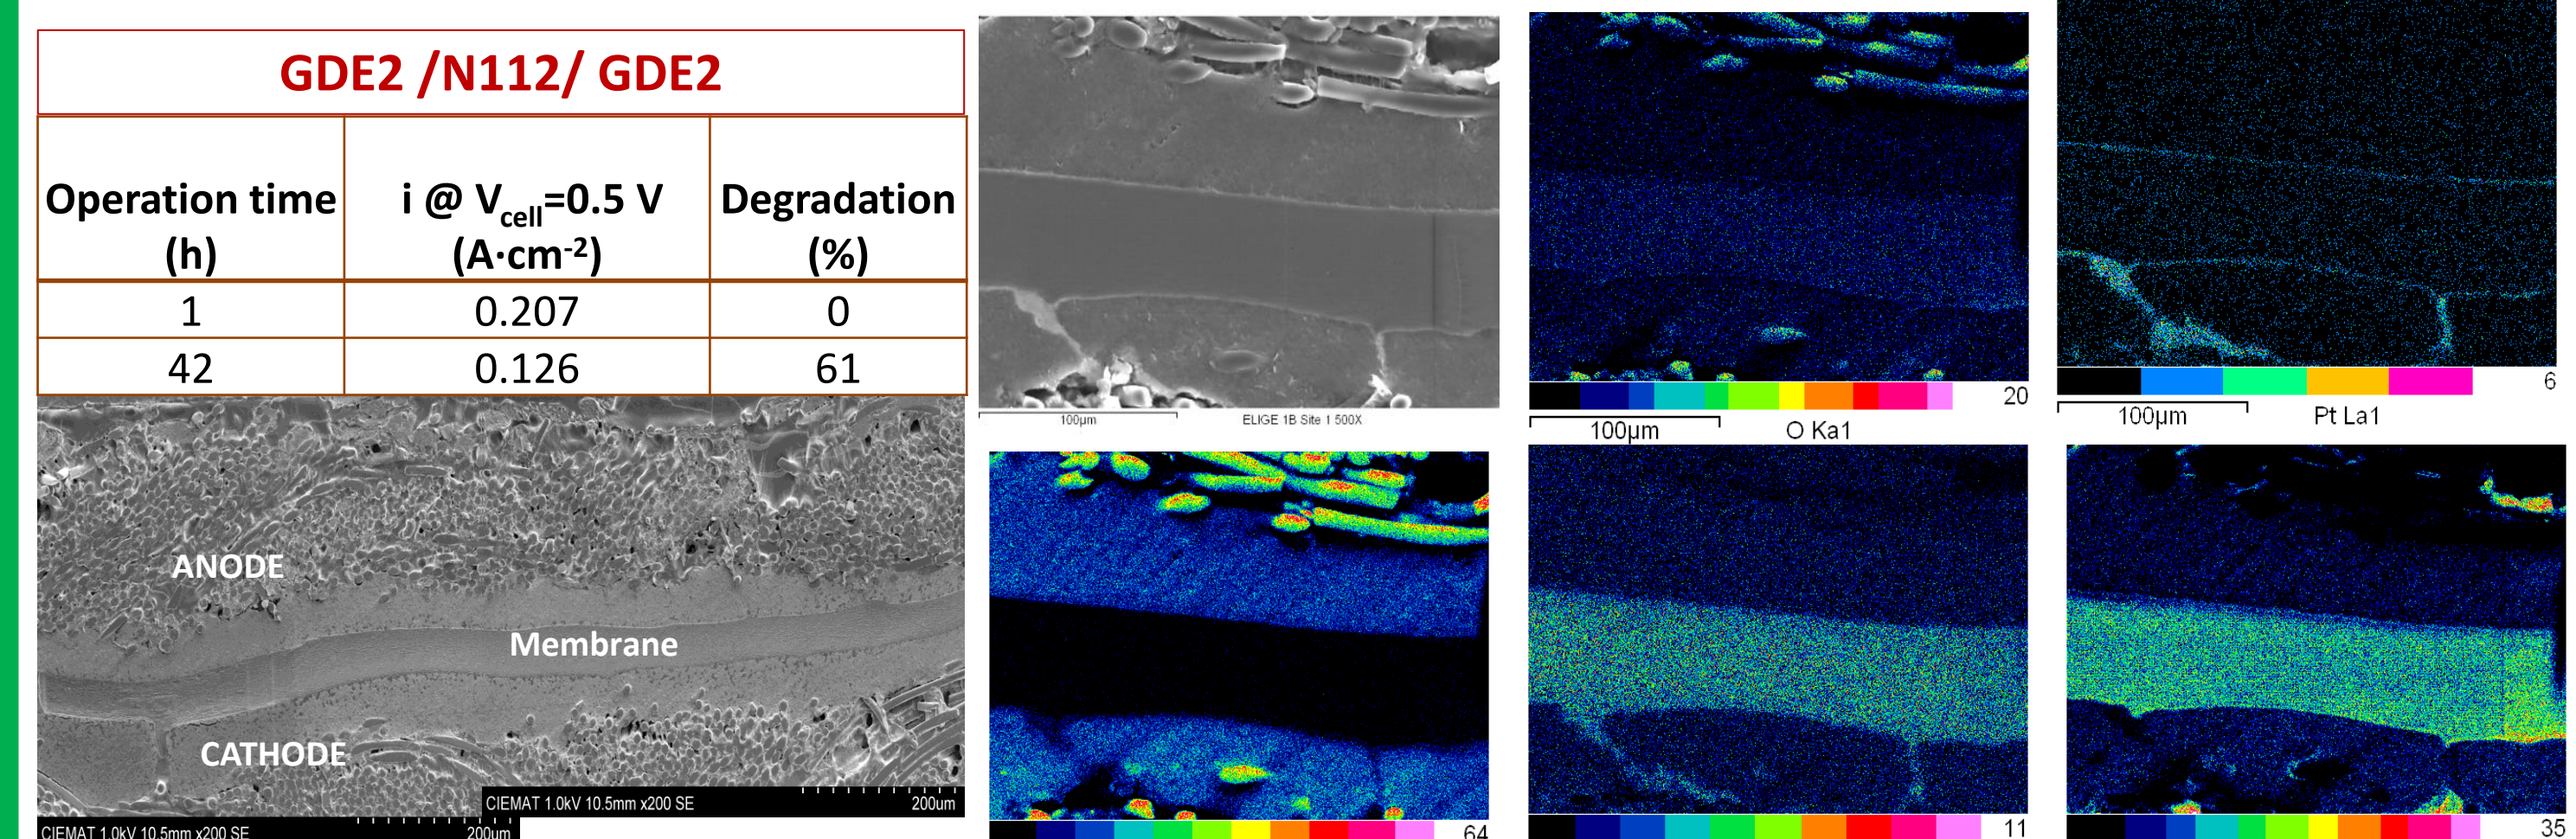 GDE2 /N112/ GDE2
Operation time (h)
i @ Vcell=0.5 V (A·cm-2)
Degradation (%)
1 0.207 0
42 0.126 61
ANODE
Membrane
CATHODE
CIEMAT 1.0kV 10.5mm x200 SE 200um
CIEMAT 1.0kV 10.5mm x200 SE 200um
100µm ELIGE 1B Site 1 500X
20
100µm O Ka1
6
100µm Pt La1
64
11
35